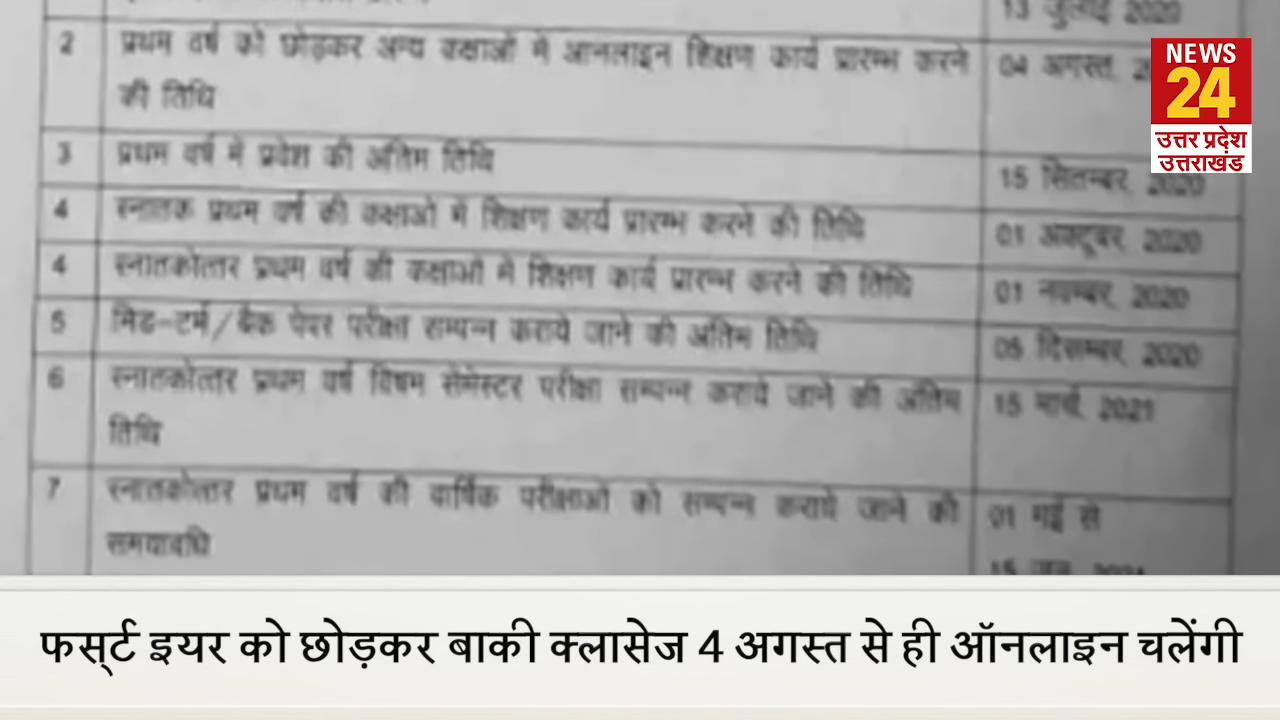 13 जुलाई 2020
2 प्रथम वर्ष को छोड़कर अन्य कक्षाओं में आनलाइन शिक्षण कार्य प्रारम्भ करने 04 अगस्त,
की तिथि
3 प्रथम वर्ष में प्रवेश की अंतिम तिथि 15 सितम्बर, 2020
4 स्नातक प्रथम वर्ष की कक्षाओं में शिक्षण कार्य प्रारम्भ करने की तिथि 01 अक्टूबर, 2020
4 स्नातकोत्तर प्रथम वर्ष की कक्षाओं में शिक्षण कार्य प्रारम्भ करने की तिथि 01 नवम्बर, 2020
5 मिड-टर्म/बैक पेपर परीक्षा सम्पन्न कराये जाने की अंतिम तिथि 05 दिसम्बर, 2020
6 स्नातकोत्तर प्रथम वर्ष विषम सेमेस्टर परीक्षा सम्पन्न कराये जाने की अंतिम 15 मार्च, 2021
तिथि
7 स्नातकोत्तर प्रथम वर्ष की वार्षिक परीक्षाओं को सम्पन्न कराये जाने की 01 मई से
समयावधि 15 जून, 2021
NEWS
24
उत्तर प्रदेश
उत्तराखंड
फर्स्ट इयर को छोड़कर बाकी क्लासेज 4 अगस्त से ही ऑनलाइन चलेंगी